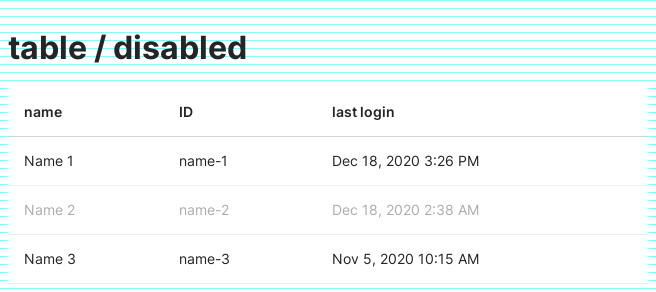 table / disabled
name ID last login
Name 1 name-1 Dec 18, 2020 3:26 PM
Name 2 name-2 Dec 18, 2020 2:38 AM
Name 3 name-3 Nov 5, 2020 10:15 AM